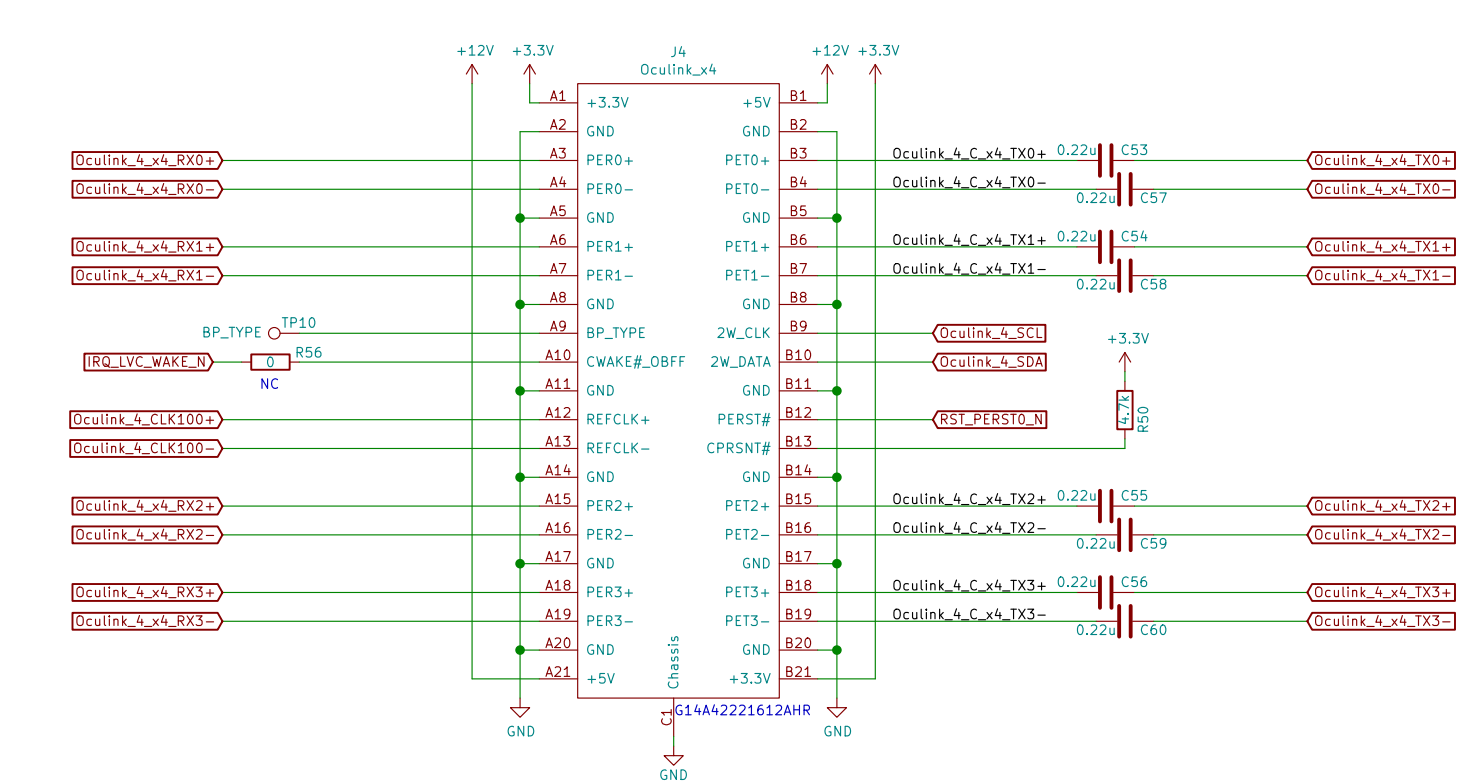 +12V +3.3V J4 +12V +3.3V
Oculink_x4
A1 +3.3V +5V B1
A2 GND GND B2
Oculink_4_x4_RX0+ A3 PER0+ PET0+ B3 Oculink_4_C_x4_TX0+ 0.22u C53 Oculink_4_x4_TX0+
Oculink_4_x4_RX0- A4 PER0- PET0- B4 Oculink_4_C_x4_TX0- 0.22u C57 Oculink_4_x4_TX0-
A5 GND GND B5
Oculink_4_x4_RX1+ A6 PER1+ PET1+ B6 Oculink_4_C_x4_TX1+ 0.22u C54 Oculink_4_x4_TX1+
Oculink_4_x4_RX1- A7 PER1- PET1- B7 Oculink_4_C_x4_TX1- 0.22u C58 Oculink_4_x4_TX1-
A8 GND GND B8
BP_TYPE TP10 A9 BP_TYPE 2W_CLK B9 Oculink_4_SCL +3.3V
IRQ_LVC_WAKE_N 0 R56 A10 CWAKE#_OBFF 2W_DATA B10 Oculink_4_SDA
NC A11 GND GND B11
Oculink_4_CLK100+ A12 REFCLK+ PERST# B12 RST_PERST0_N 4.7k R50
Oculink_4_CLK100- A13 REFCLK- CPRSNT# B13
A14 GND GND B14
Oculink_4_x4_RX2+ A15 PER2+ PET2+ B15 Oculink_4_C_x4_TX2+ 0.22u C55 Oculink_4_x4_TX2+
Oculink_4_x4_RX2- A16 PER2- PET2- B16 Oculink_4_C_x4_TX2- 0.22u C59 Oculink_4_x4_TX2-
A17 GND GND B17
Oculink_4_x4_RX3+ A18 PER3+ PET3+ B18 Oculink_4_C_x4_TX3+ 0.22u C56 Oculink_4_x4_TX3+
Oculink_4_x4_RX3- A19 PER3- PET3- B19 Oculink_4_C_x4_TX3- 0.22u C60 Oculink_4_x4_TX3-
A20 GND GND B20
A21 +5V Chassis +3.3V B21
C1 G14A42221612AHR
GND GND
GND